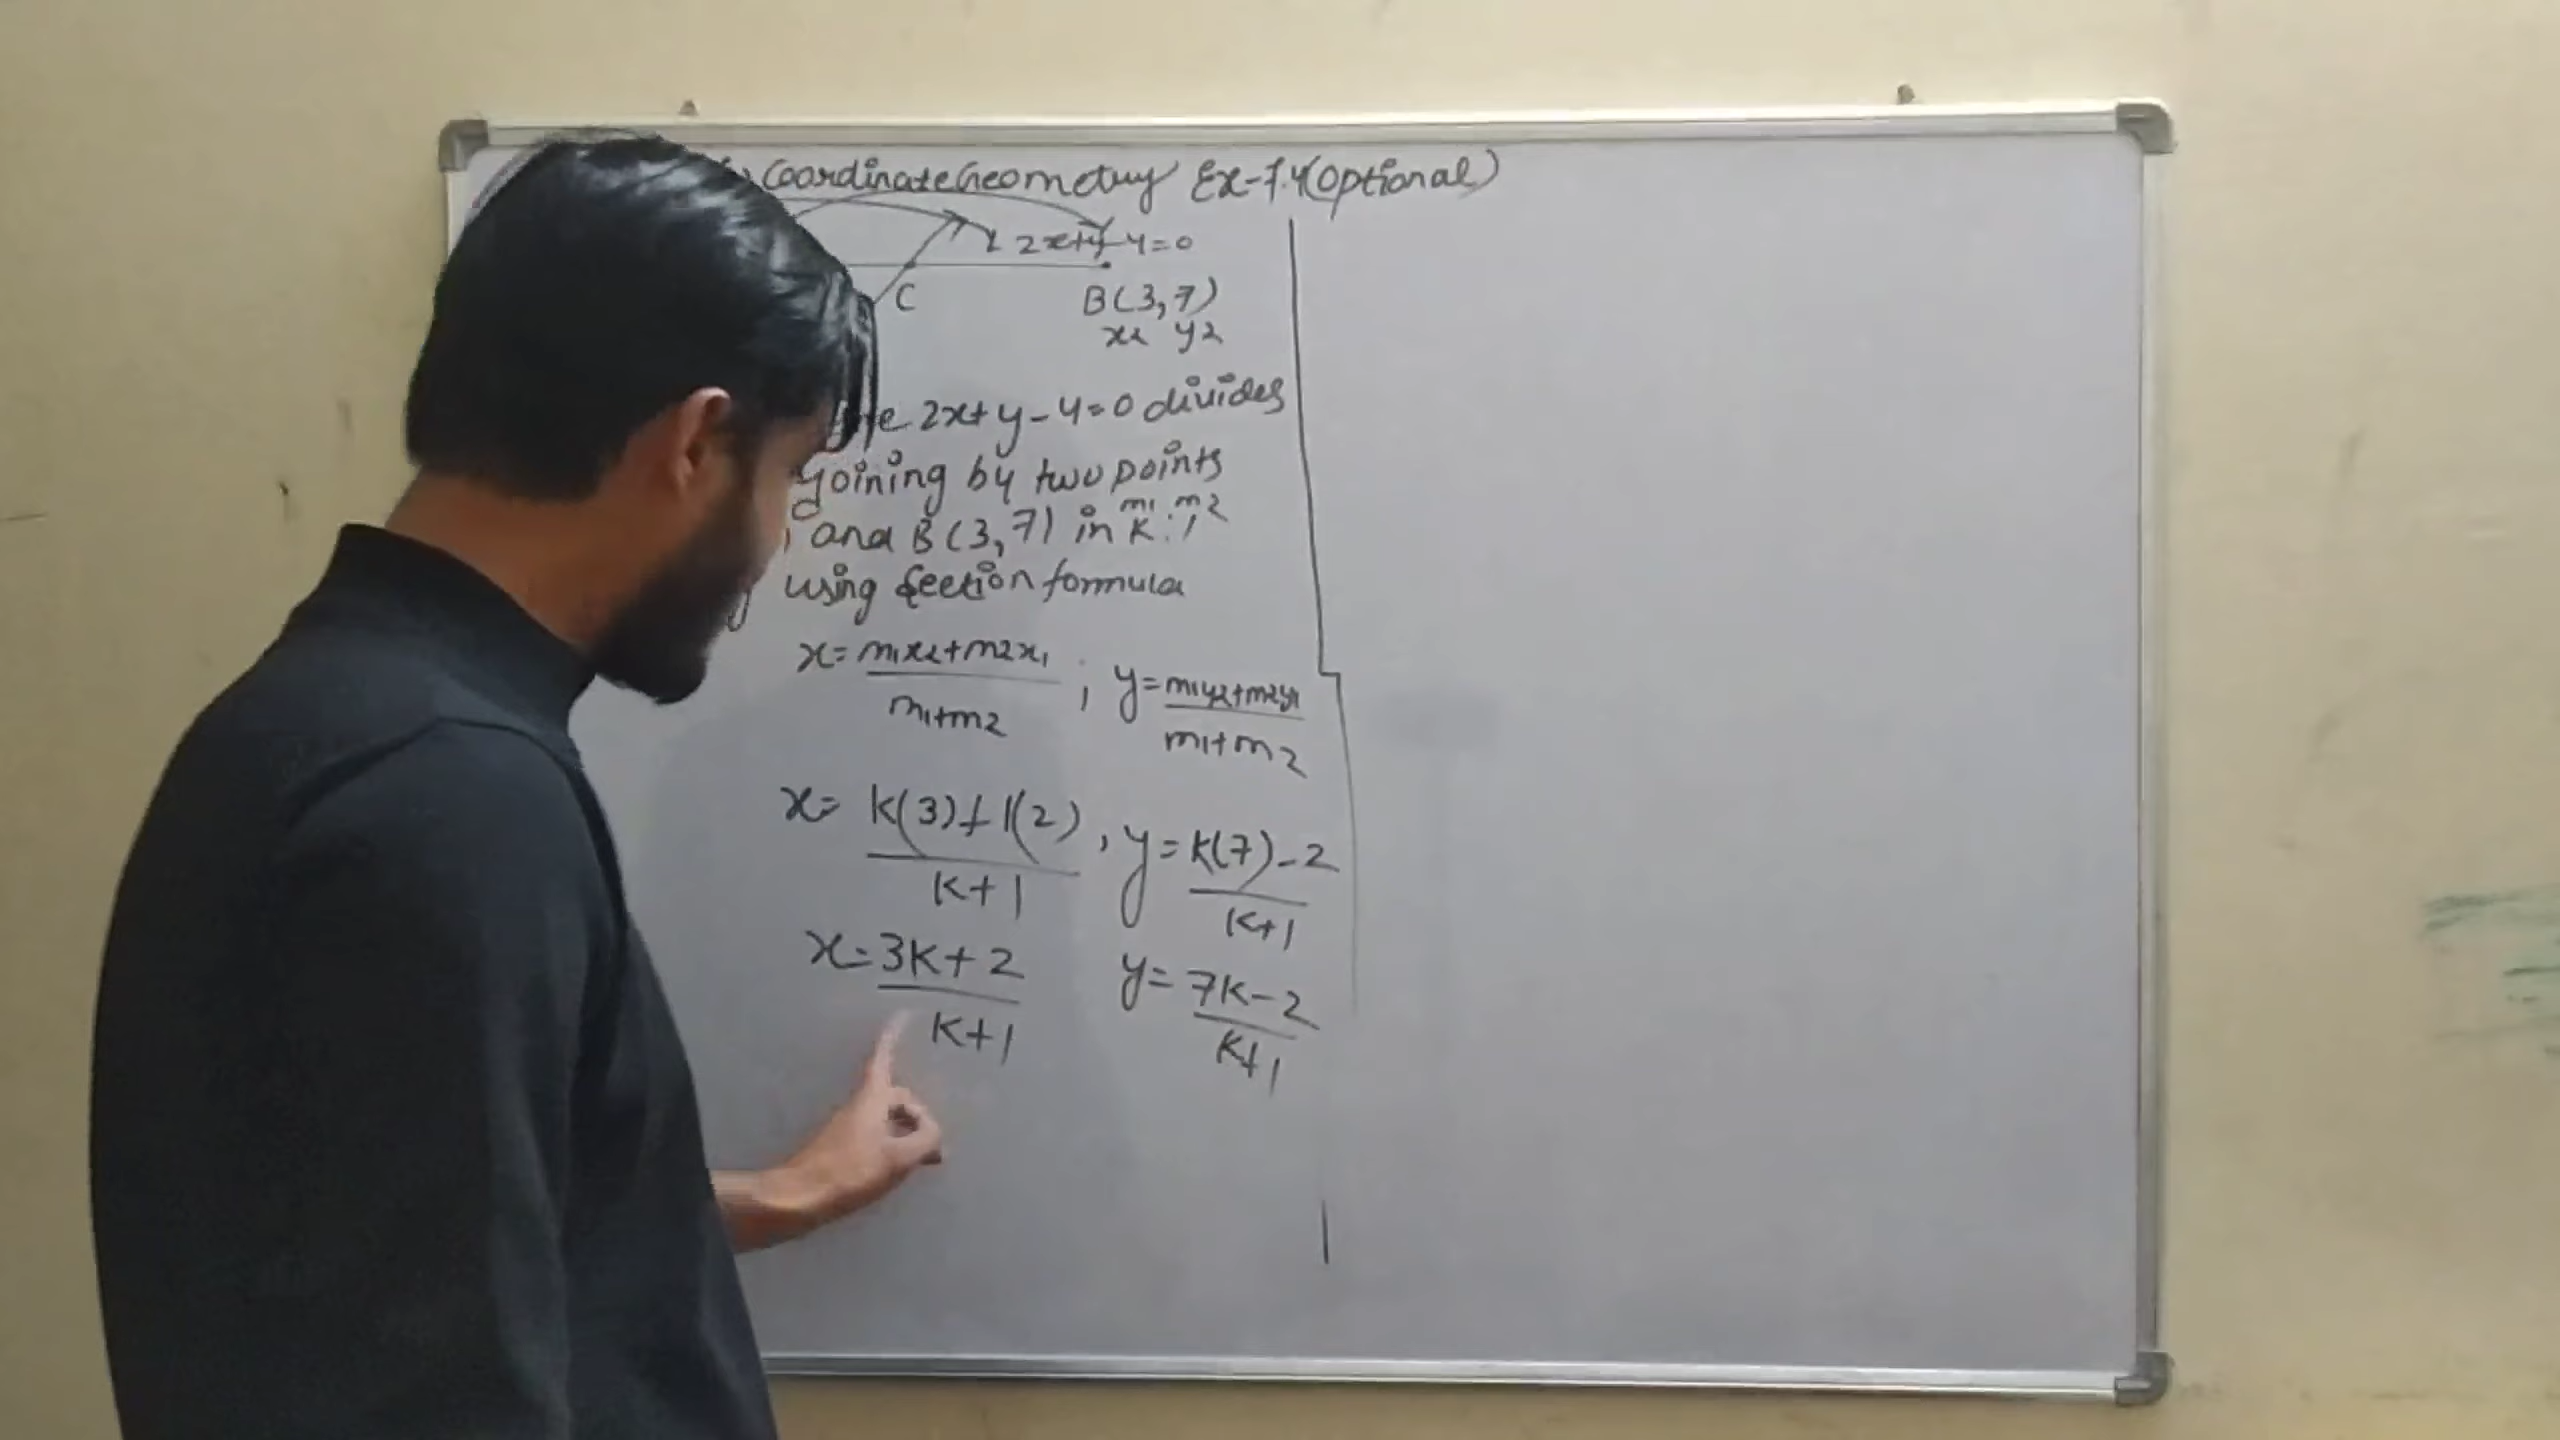 Coordinate Geometry Ex-7.4(Optional)
2x+y-4=0
C
B(3,7)
x2 y2
2x+y-4=0 divides
joining by two points
and B(3,7) in K:1
m1 m2
using section formula
x=m1x2+m2x1/m1+m2 ; y=m1y2+m2y1/m1+m2
x=K(3)+1(2)/K+1 , y=K(7)-2/K+1
x=3K+2/K+1 y=7K-2/K+1